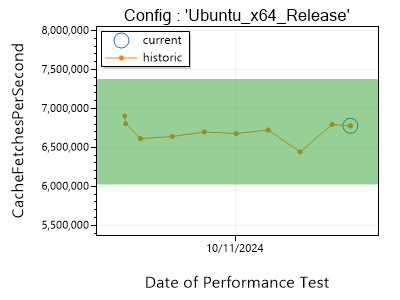 Config : 'Ubuntu_x64_Release'
CacheFetchesPerSecond
8,000,000
7,500,000
7,000,000
6,500,000
6,000,000
5,500,000
current
historic
10/11/2024
Date of Performance Test